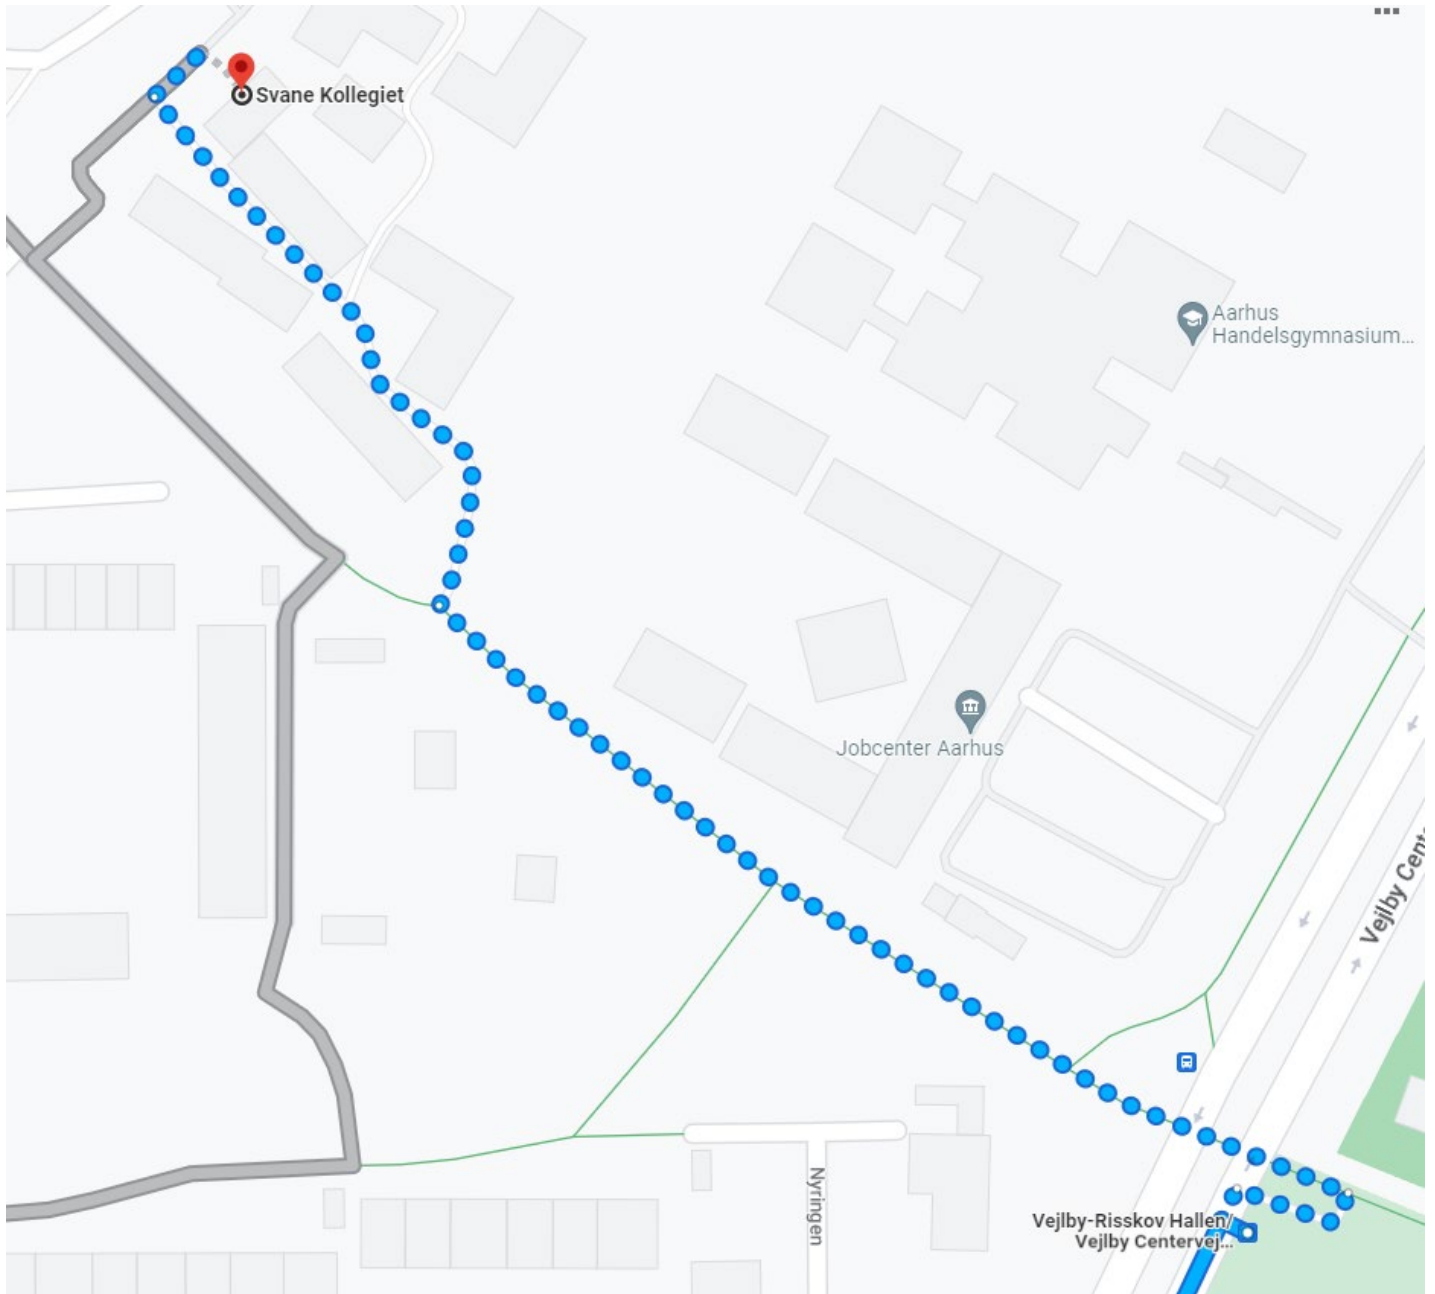 Svane Kollegiet
Aarhus
Handelsgymnasium...
Jobcenter Aarhus
Vejlby Cent
Nyringen
Vejlby-Risskov Hallen/
Vejlby Centervej...